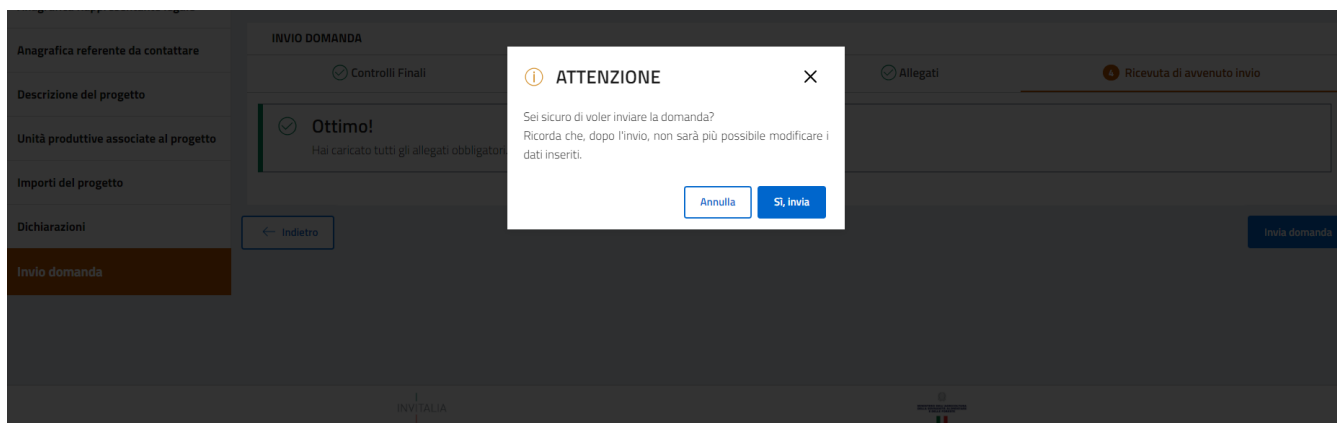 Anagrafica referente da contattare
Descrizione del progetto
Unità produttive associate al progetto
Importi del progetto
Dichiarazioni
Invio domanda
INVIO DOMANDA
Controlli Finali
Allegati
4 Ricevuta di avvenuto invio
Ottimo!
Hai caricato tutti gli allegati obbligatori
← Indietro
Invia domanda
ATTENZIONE
Sei sicuro di voler inviare la domanda?
Ricorda che, dopo l'invio, non sarà più possibile modificare i
dati inseriti.
Annulla
Sì, invia
INVITALIA